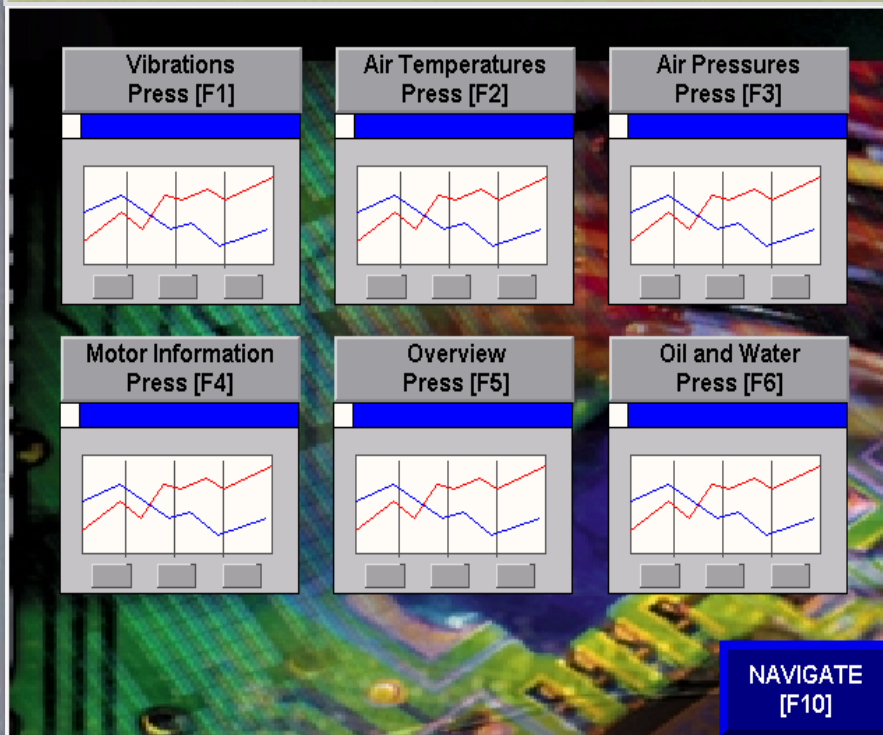 Vibrations
Press [F1]
Air Temperatures
Press [F2]
Air Pressures
Press [F3]
Motor Information
Press [F4]
Overview
Press [F5]
Oil and Water
Press [F6]
NAVIGATE
[F10]